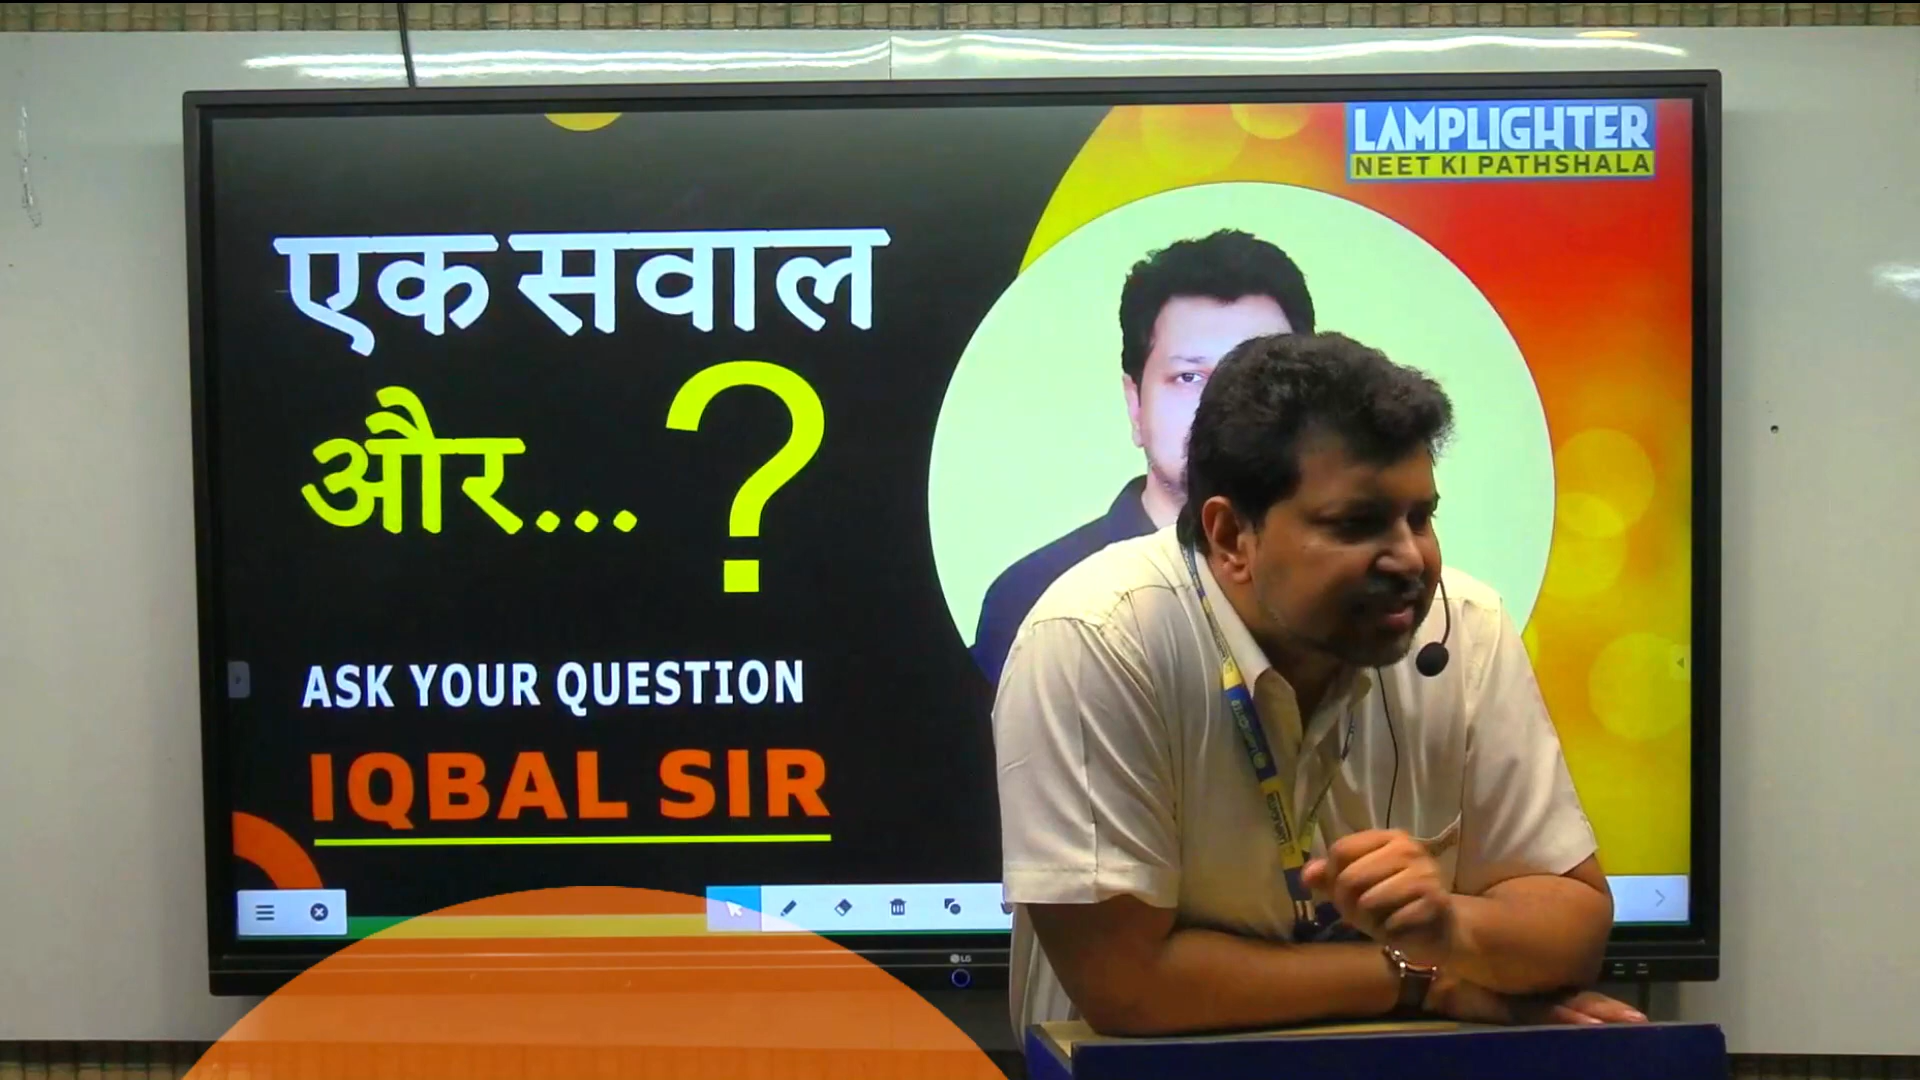 LAMPLIGHTER
NEET KI PATHSHALA
एक सवाल
और... ?
ASK YOUR QUESTION
IQBAL SIR
LG